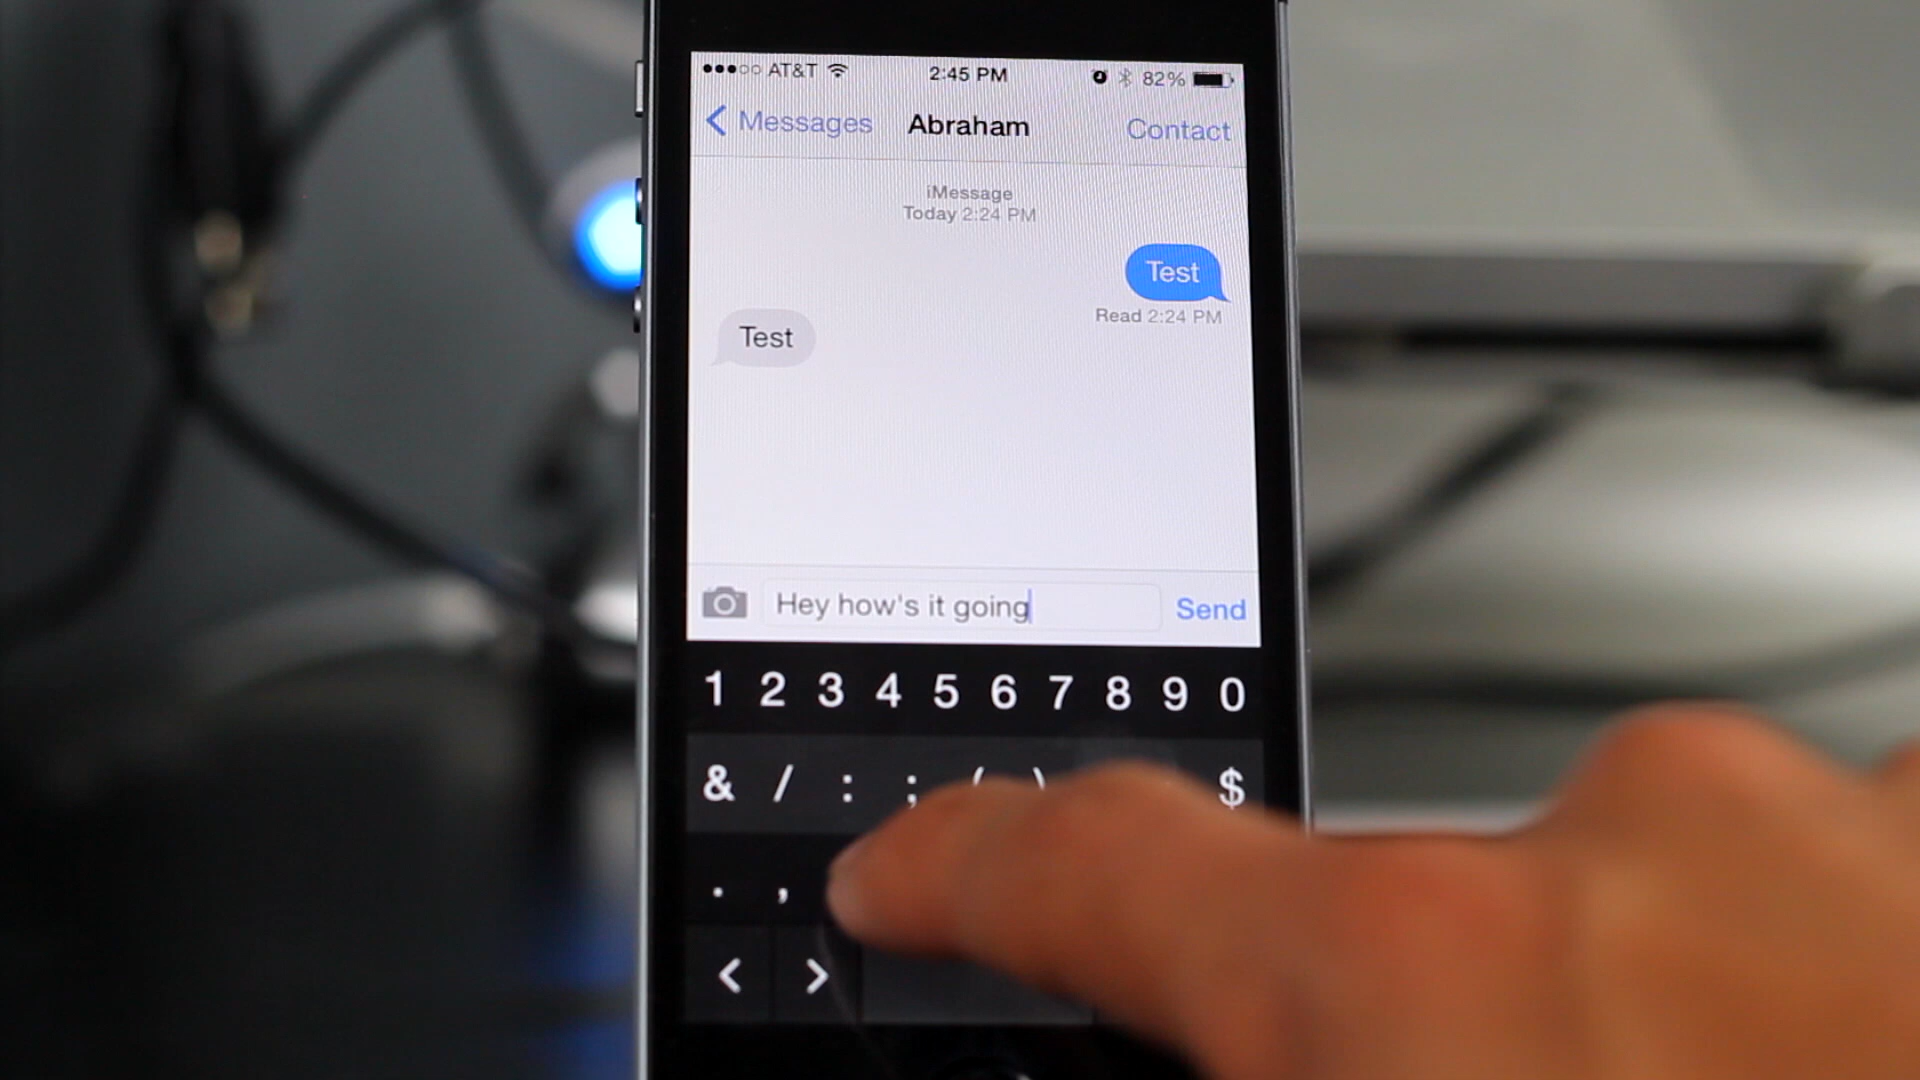 AT&T 2:45 PM 82%
Messages Abraham Contact
iMessage
Today 2:24 PM
Test
Read 2:24 PM
Test
Hey how's it going Send
1 2 3 4 5 6 7 8 9 0
& / : ; ( ) $
. ,
< >